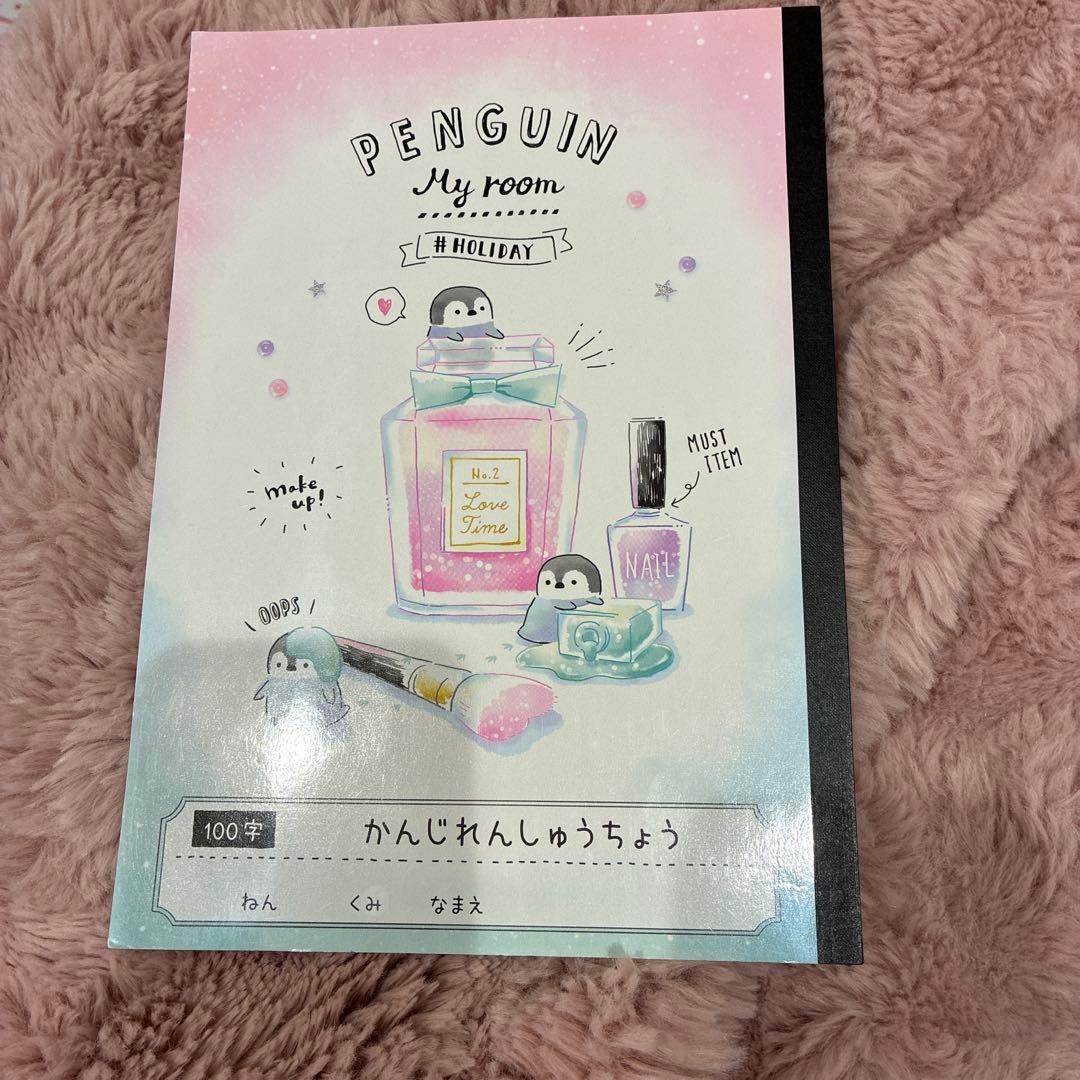 PENGUIN
My room
#HOLIDAY
MUST
ITEM
No.2
Love
Time
make
up!
NAIL
OOPS
100字 かんじれんしゅうちょう
ねん くみ なまえ